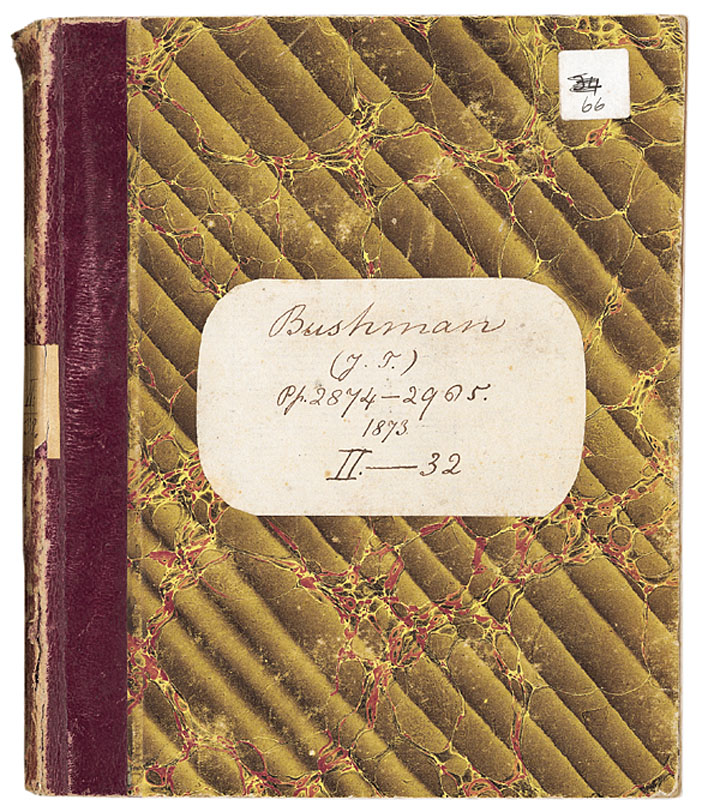 34
66
Bushman
(J. T.)
Pp. 2874—2965.
1873.
II.—32